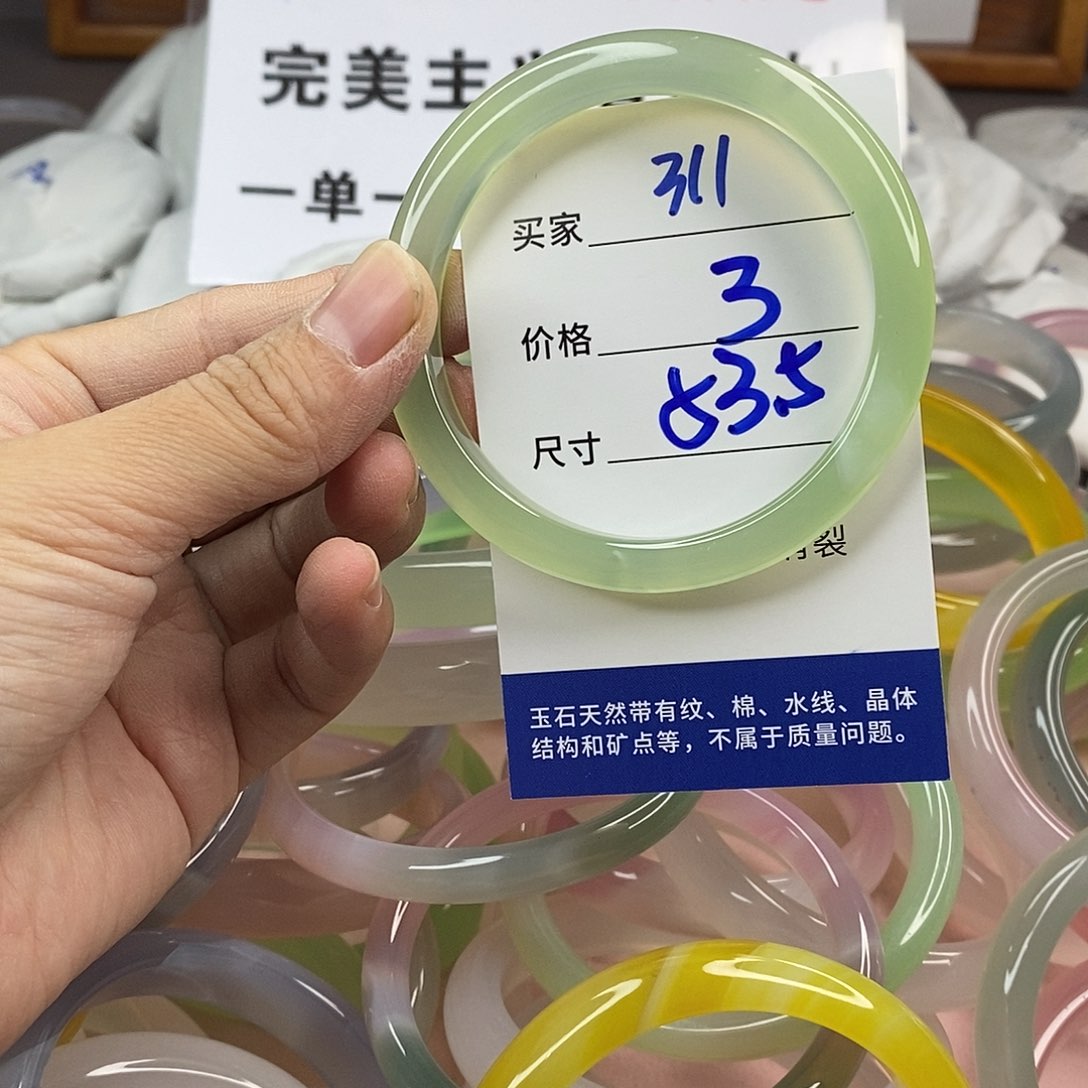 完美主
一单一
买家 311
价格 3
尺寸 53.5
裂
玉石天然带有纹、棉、水线、晶体
结构和矿点等，不属于质量问题。